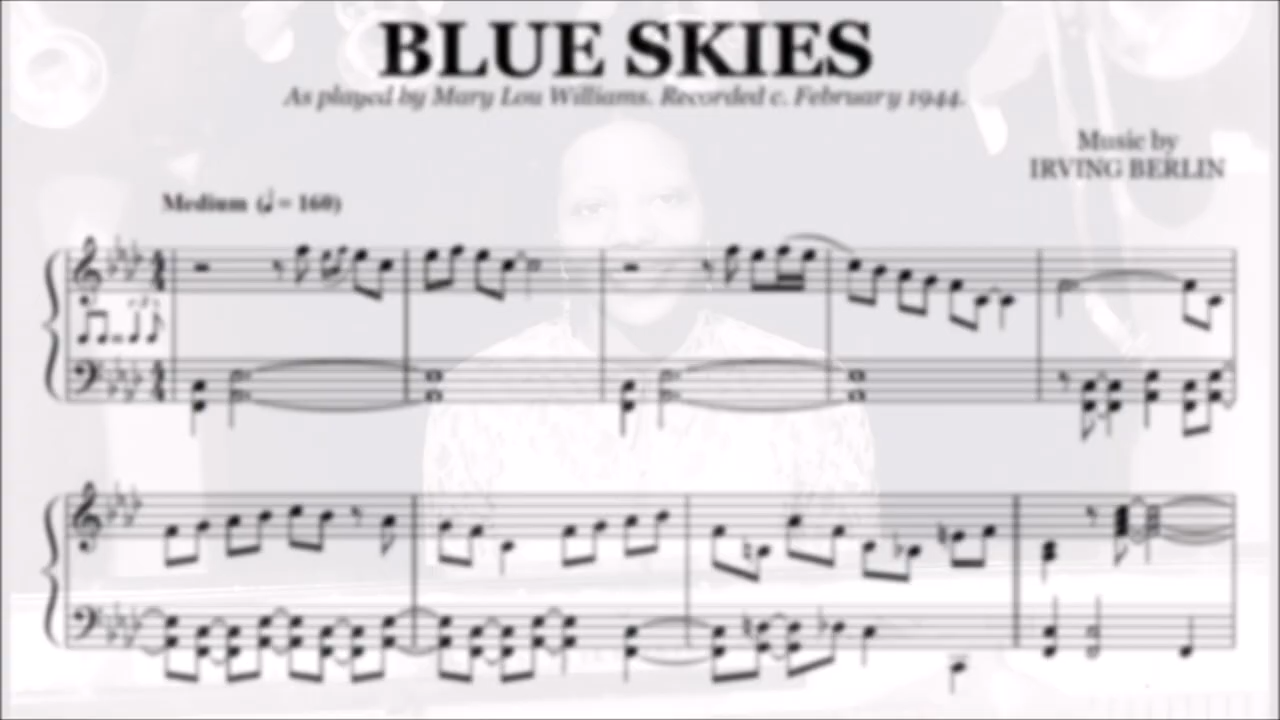 BLUE SKIES
As played by Mary Lou Williams. Recorded c. February 1944.
Music by
IRVING BERLIN
Medium (♩ = 160)